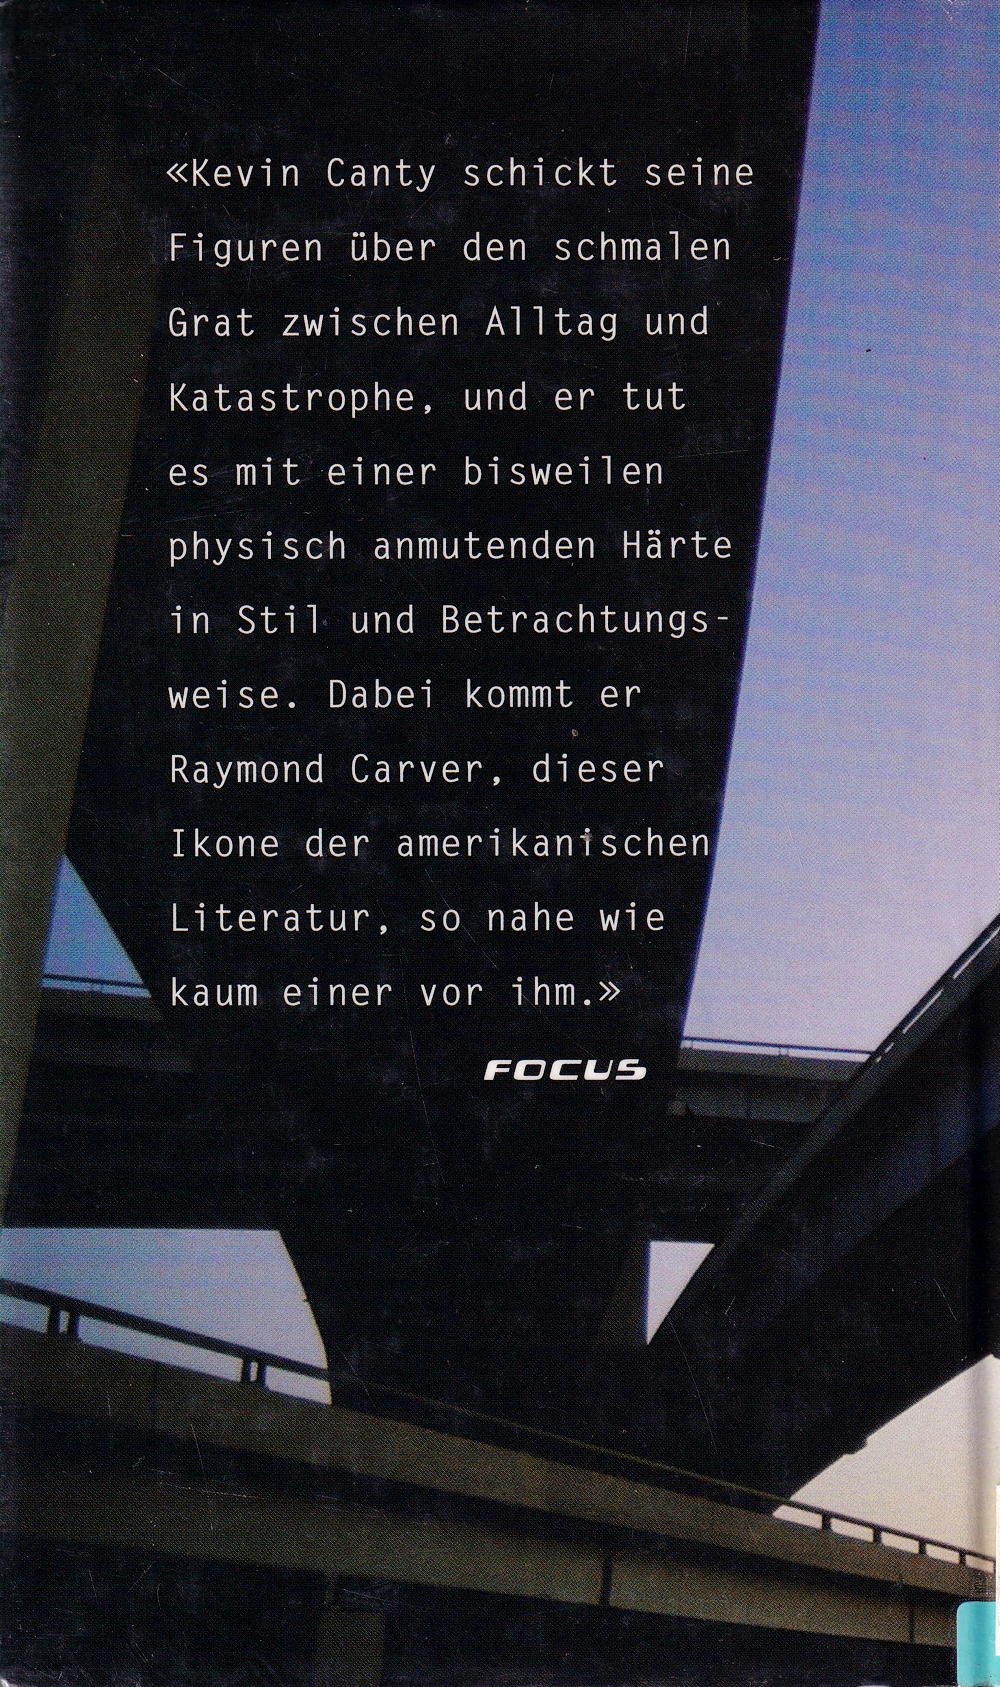 «Kevin Canty schickt seine
Figuren über den schmalen
Grat zwischen Alltag und
Katastrophe, und er tut
es mit einer bisweilen
physisch anmutenden Härte
in Stil und Betrachtungs-
weise. Dabei kommt er
Raymond Carver, dieser
Ikone der amerikanischen
Literatur, so nahe wie
kaum einer vor ihm.»
FOCUS